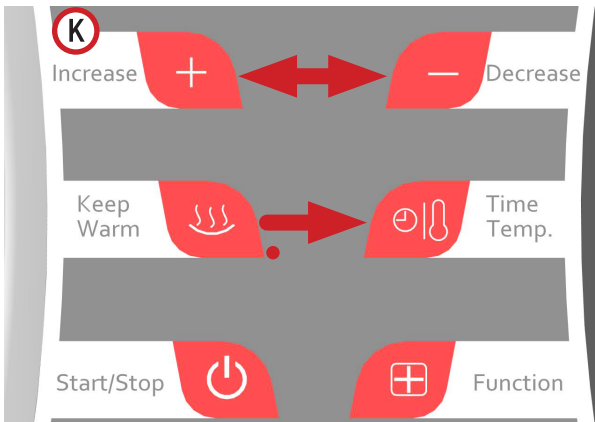 K
Increase
Decrease
Keep
Warm
Time
Temp.
Start/Stop
Function